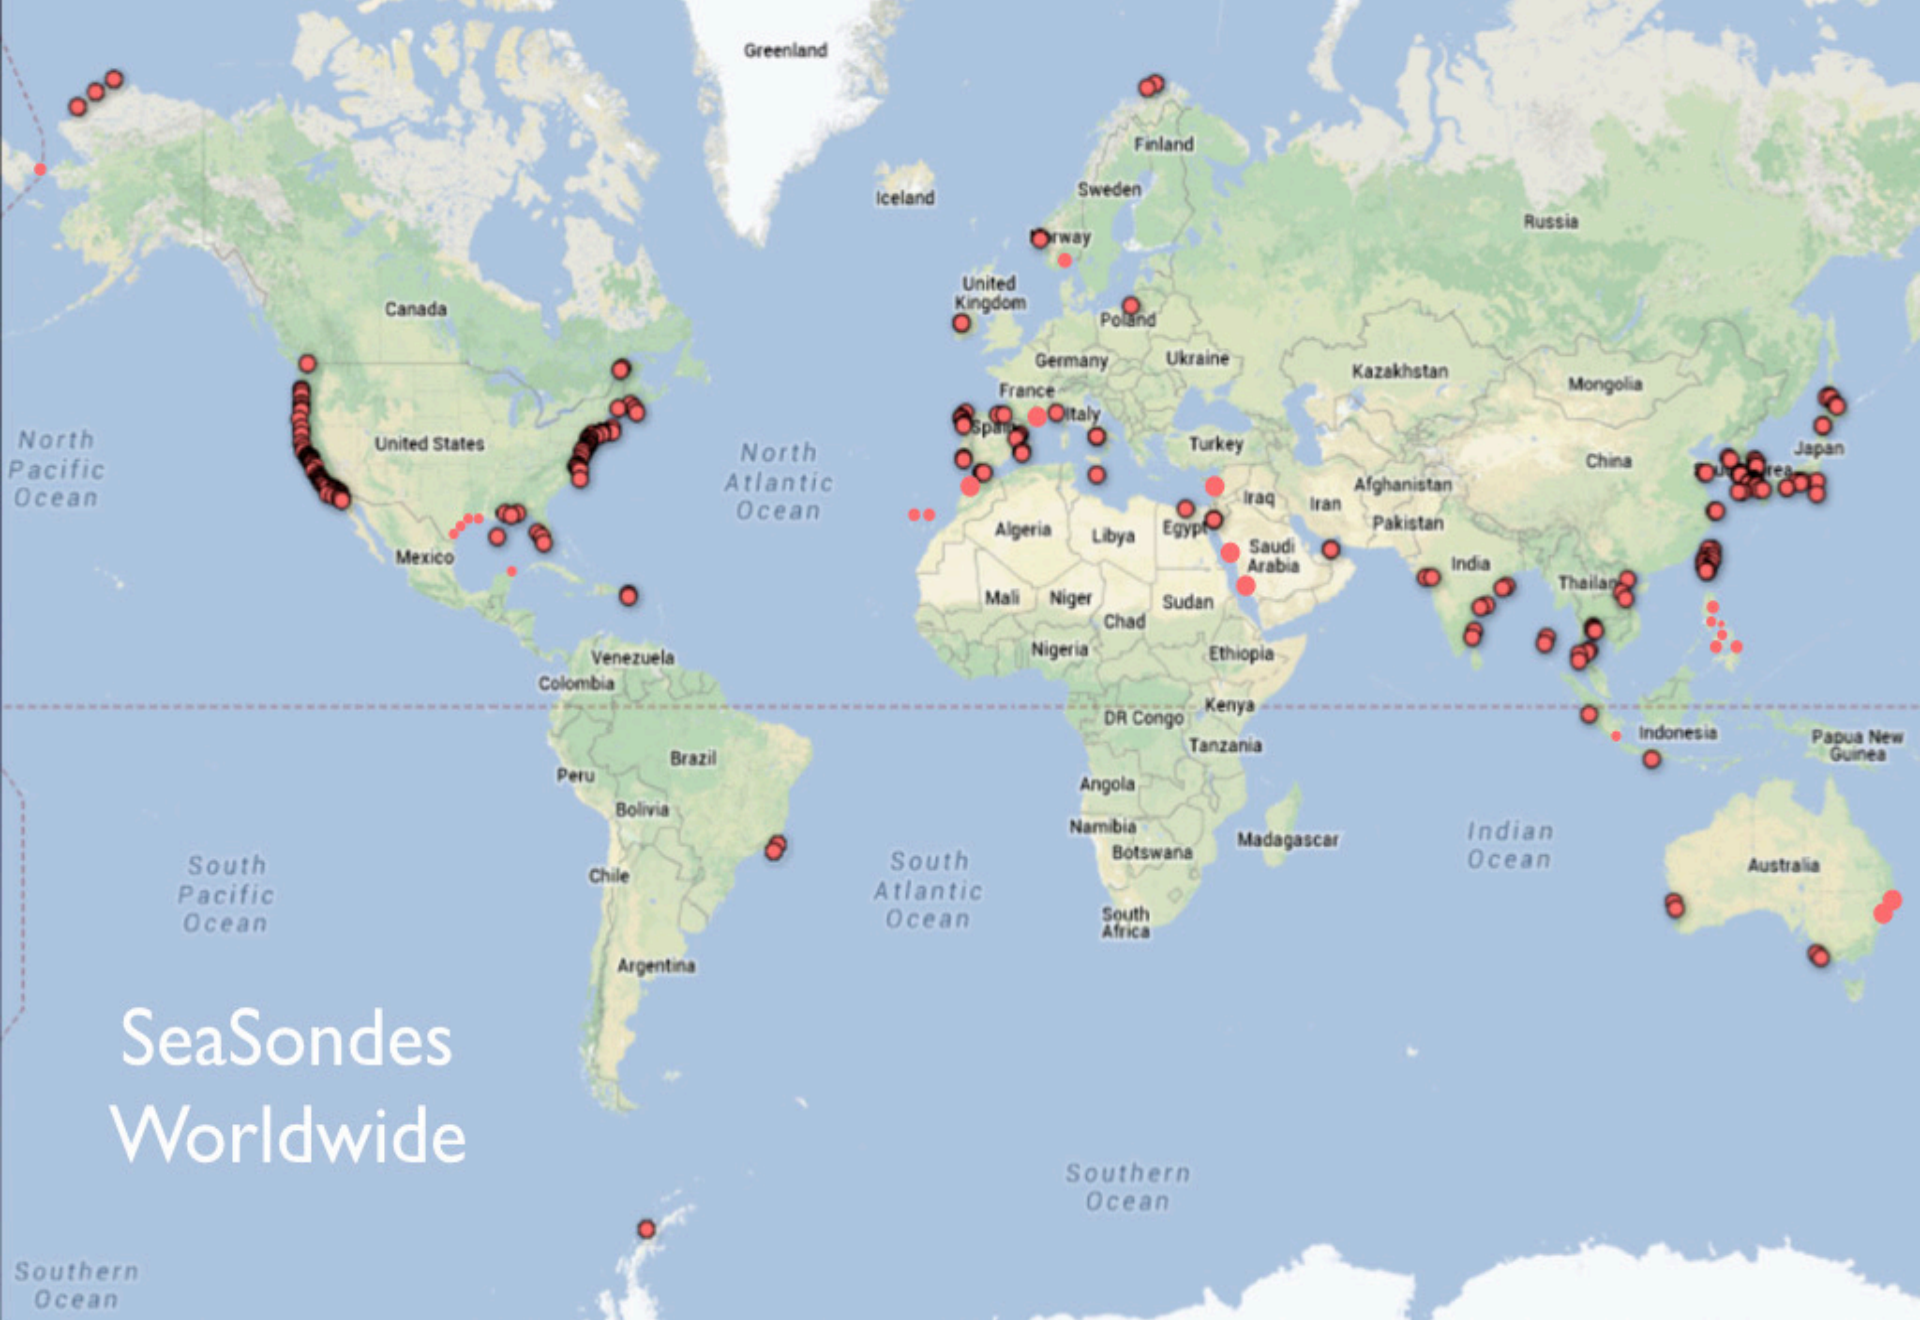 Greenland
Finland
Iceland
Sweden
Russia
United
Kingdom
Canada
Poland
Germany
Ukraine
Kazakhstan
Mongolia
France
Italy
Spain
North
Pacific
Ocean
United States
North
Atlantic
Ocean
Turkey
China
Japan
Afghanistan
Iraq
Iran
Pakistan
Algeria
Libya
Egypt
Mexico
Saudi
Arabia
India
Mali
Niger
Sudan
Chad
Nigeria
Ethiopia
Venezuela
Colombia
Kenya
DR Congo
Tanzania
Indonesia
Papua New
Guinea
Brazil
Peru
Angola
Bolivia
Namibia
Botswana
Madagascar
Indian
Ocean
Australia
South
Pacific
Ocean
Chile
South
Atlantic
Ocean
South
Africa
Argentina
SeaSondes
Worldwide
Southern
Ocean
Southern
Ocean